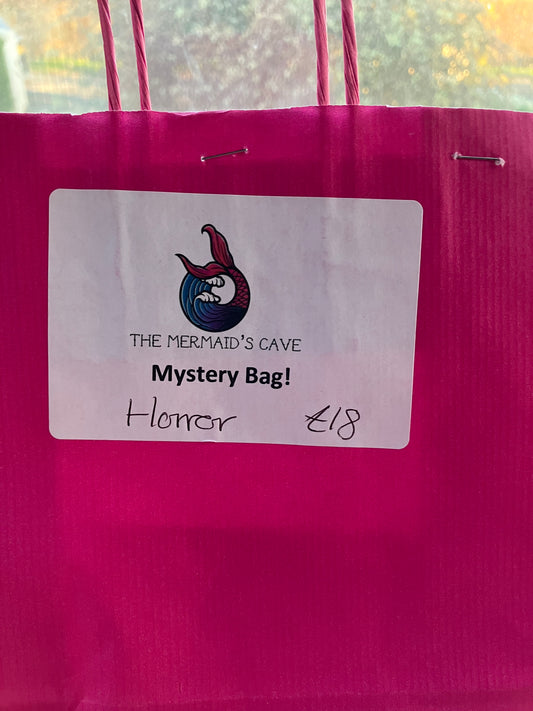 THE MERMAID'S CAVE
Mystery Bag!
Horror £18